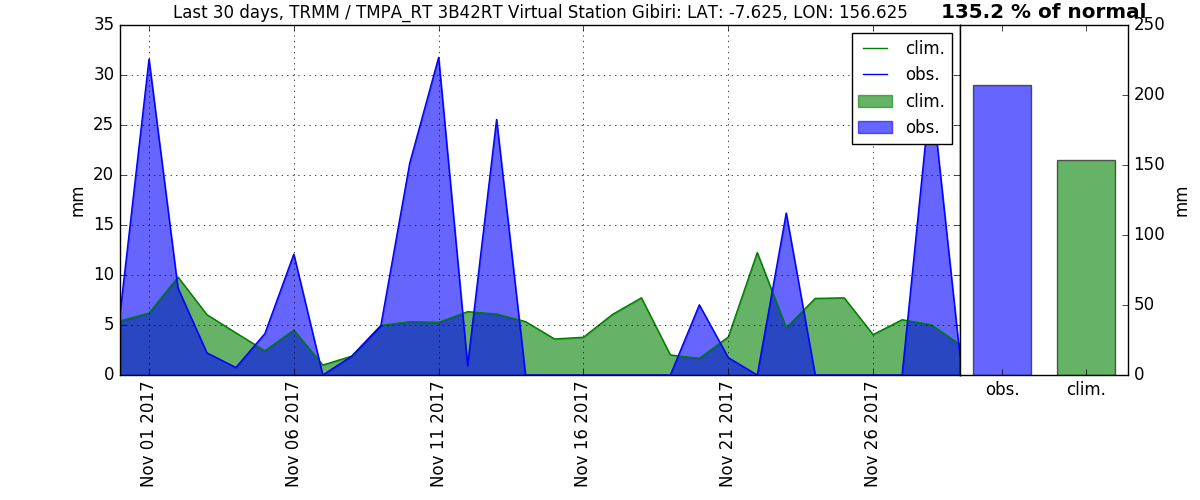 Last 30 days, TRMM / TMPA_RT 3B42RT Virtual Station Gibiri: LAT: -7.625, LON: 156.625
135.2 % of normal
35
30
25
20
15
10
5
0
mm
clim.
obs.
clim.
obs.
250
200
150
100
50
0
mm
Nov 01 2017
Nov 06 2017
Nov 11 2017
Nov 16 2017
Nov 21 2017
Nov 26 2017
obs.
clim.